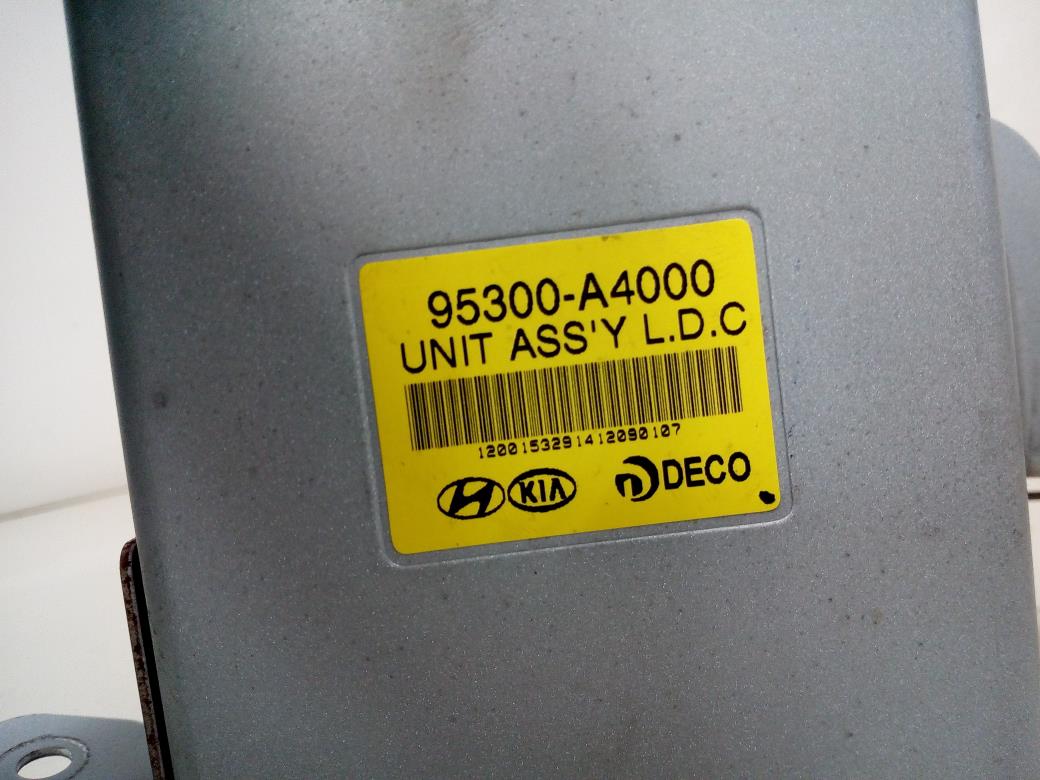 95300-A4000
UNIT ASS'Y L.D.C
1200153291412090107
KIA DECO